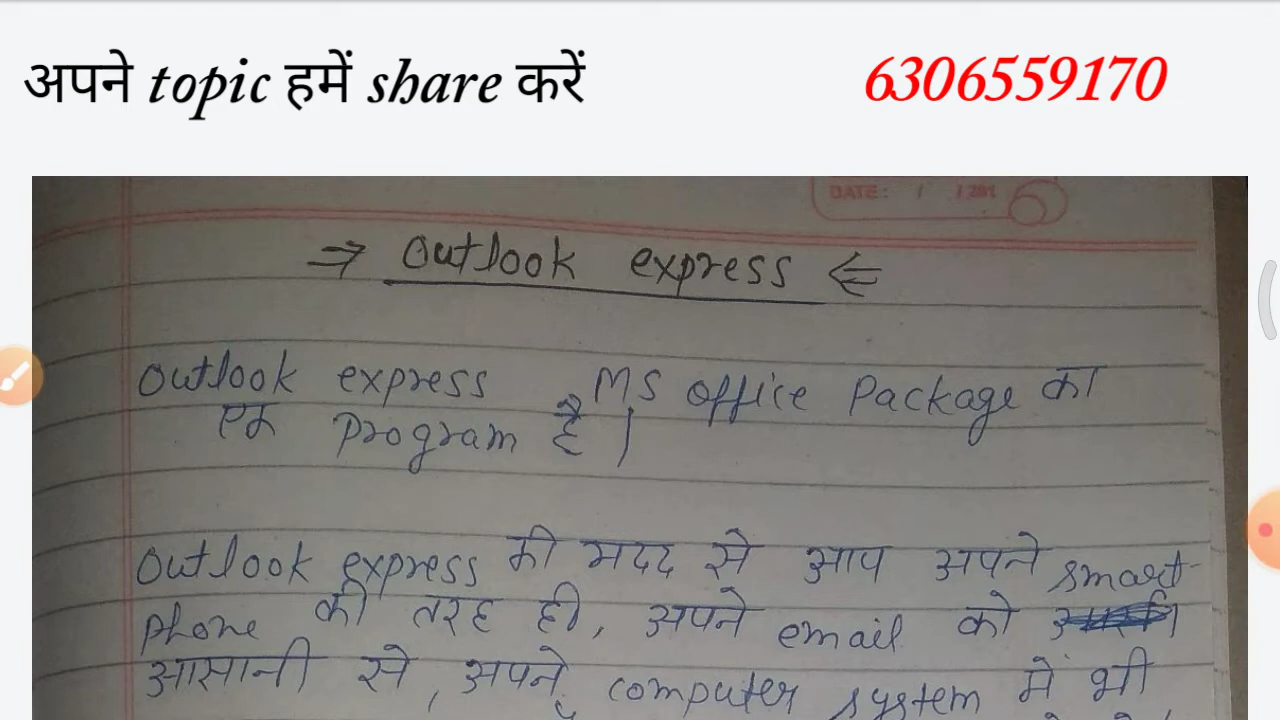 अपने topic हमें share करें 6306559170
DATE: / /201
⇒ Outlook express ⇐
Outlook express MS office Package का
एक Program है।
Outlook express की मदद से आप अपने smart-
phone की तरह ही, अपने email को
आसानी से, अपने computer system में भी